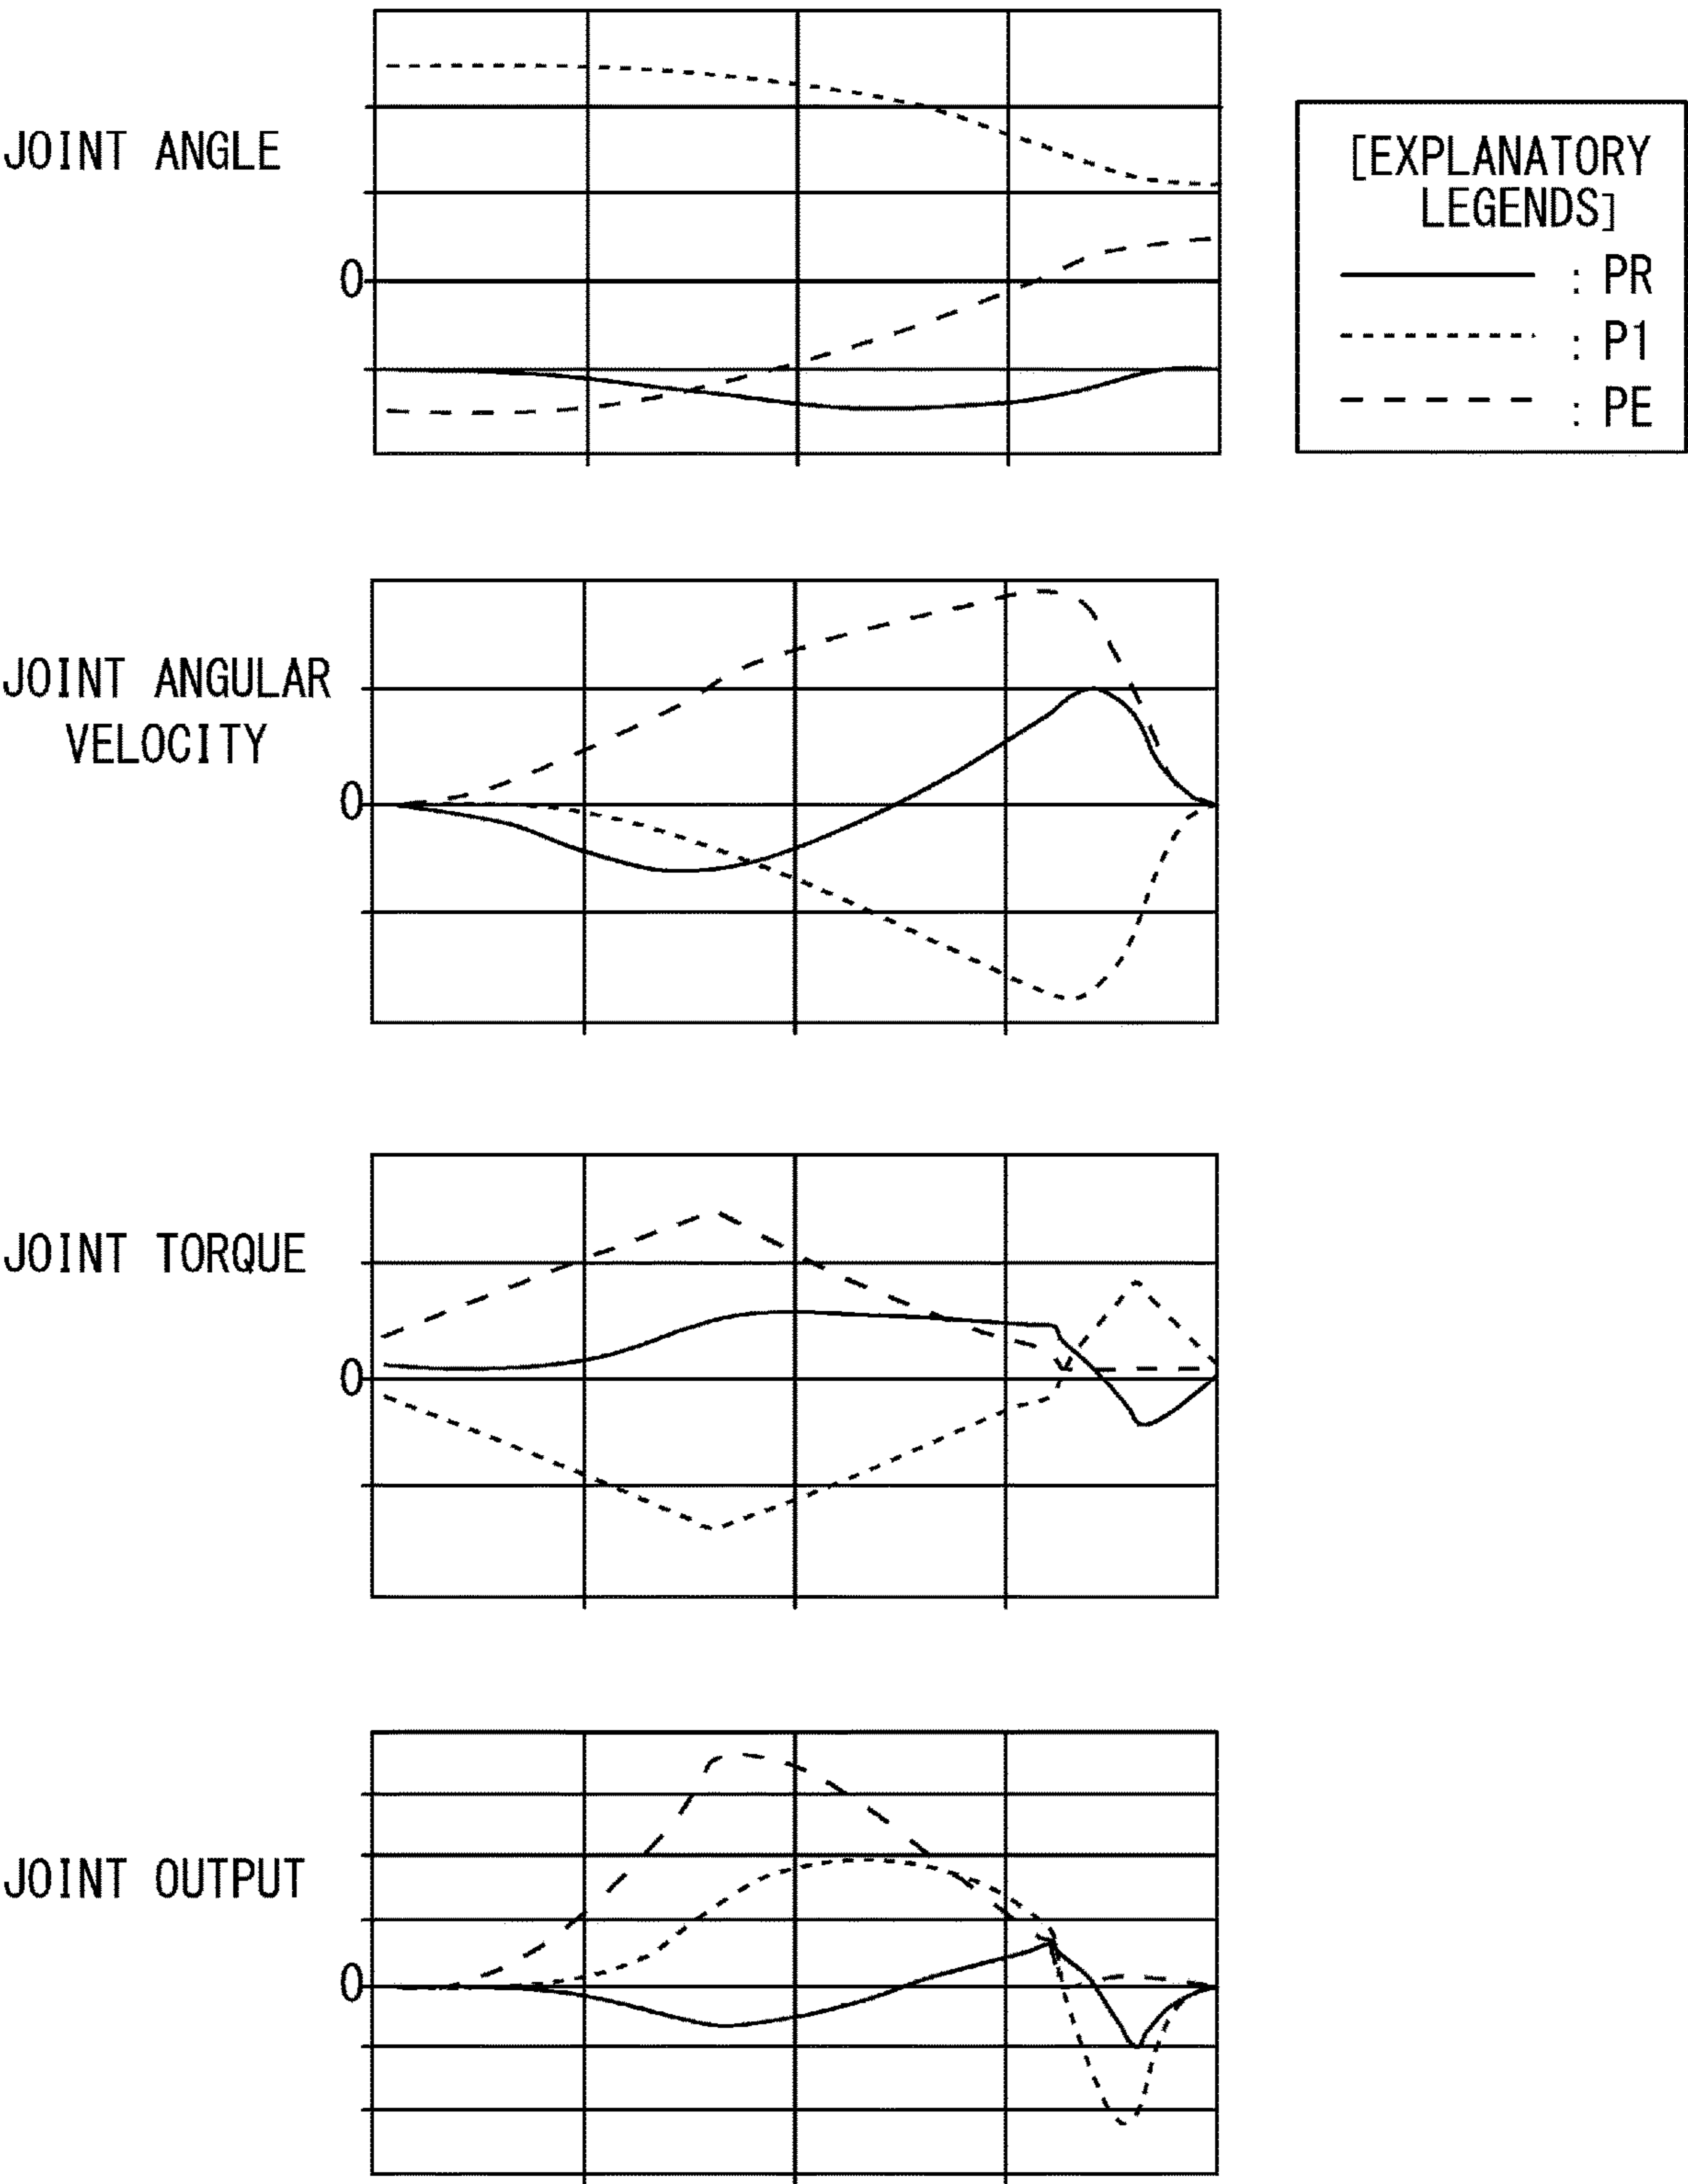 JOINT ANGLE
0
[EXPLANATORY
LEGENDS]
: PR
: P1
: PE
JOINT ANGULAR
VELOCITY
0
JOINT TORQUE
0
JOINT OUTPUT
0